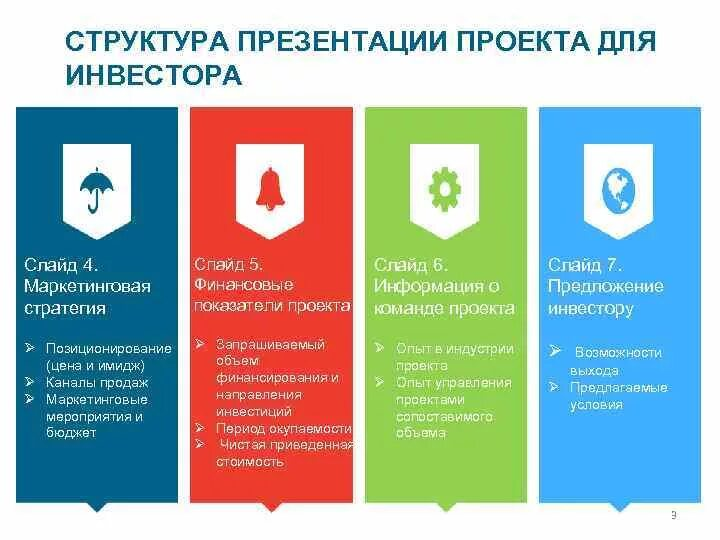 СТРУКТУРА ПРЕЗЕНТАЦИИ ПРОЕКТА ДЛЯ
ИНВЕСТОРА
Слайд 4.
Маркетинговая
стратегия
➢ Позиционирование
(цена и имидж)
➢ Каналы продаж
➢ Маркетинговые
мероприятия и
бюджет
Слайд 5.
Финансовые
показатели проекта
➢ Запрашиваемый
объем
финансирования и
направления
инвестиций
➢ Период окупаемости
➢ Чистая приведенная
стоимость
Слайд 6.
Информация о
команде проекта
➢ Опыт в индустрии
проекта
➢ Опыт управления
проектами
сопоставимого
объема
Слайд 7.
Предложение
инвестору
➢ Возможности
выхода
➢ Предлагаемые
условия
3